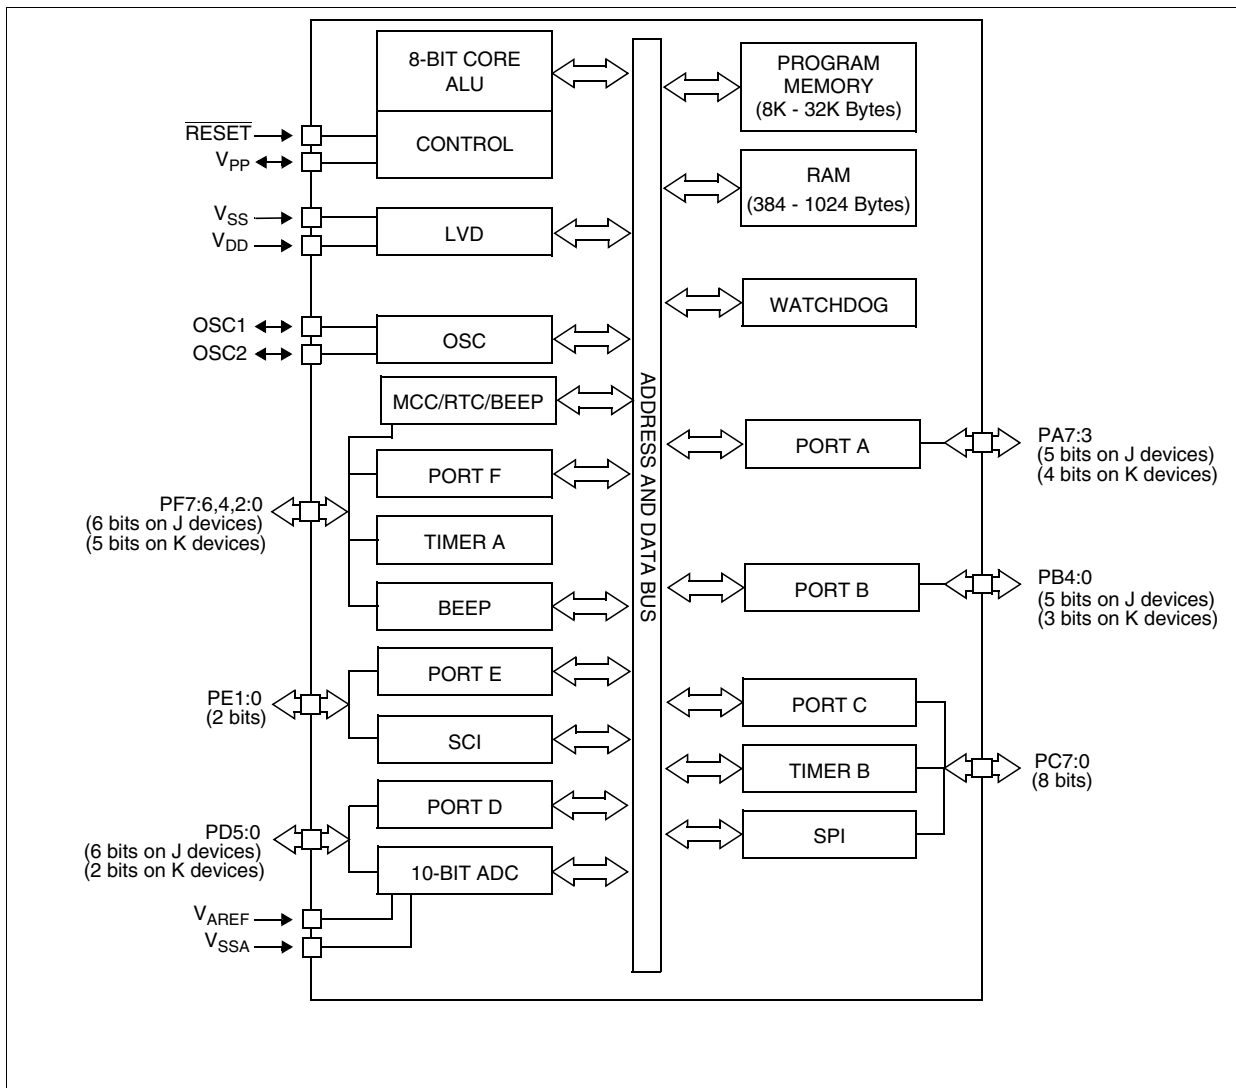 8-BIT CORE
ALU
CONTROL
RESET
VPP
VSS
VDD
LVD
OSC1
OSC2
OSC
MCC/RTC/BEEP
PORT F
PF7:6,4,2:0
(6 bits on J devices)
(5 bits on K devices)
TIMER A
BEEP
PORT E
PE1:0
(2 bits)
SCI
PORT D
PD5:0
(6 bits on J devices)
(2 bits on K devices)
10-BIT ADC
VAREF
VSSA
ADDRESS AND DATA BUS
PROGRAM
MEMORY
(8K - 32K Bytes)
RAM
(384 - 1024 Bytes)
WATCHDOG
PORT A
PA7:3
(5 bits on J devices)
(4 bits on K devices)
PORT B
PB4:0
(5 bits on J devices)
(3 bits on K devices)
PORT C
TIMER B
PC7:0
(8 bits)
SPI